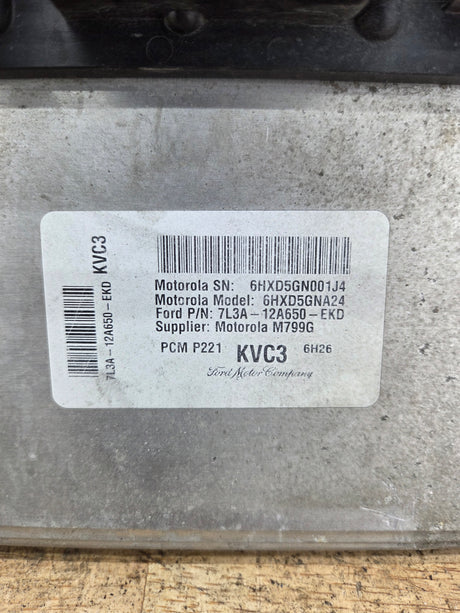 7L3A-12A650-EKD KVC3
Motorola SN: 6HXD5GN001J4
Motorola Model: 6HXD5GNA24
Ford P/N: 7L3A-12A650-EKD
Supplier: Motorola M799G
PCM P221 KVC3 6H26
Ford Motor Company